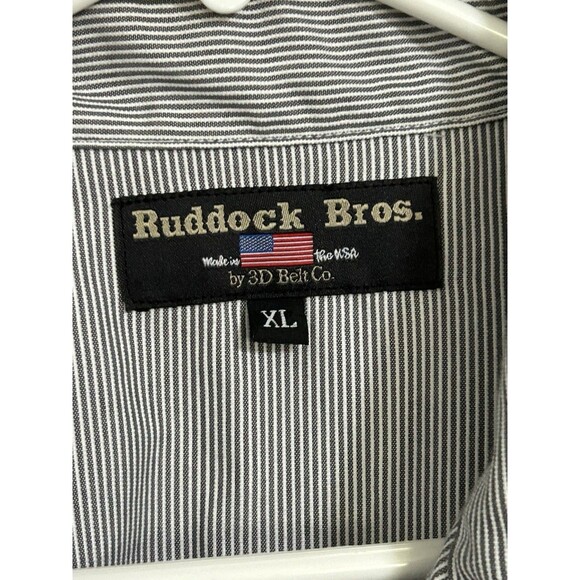 Ruddock Bros.
Made in the USA
by 3D Belt Co.
XL